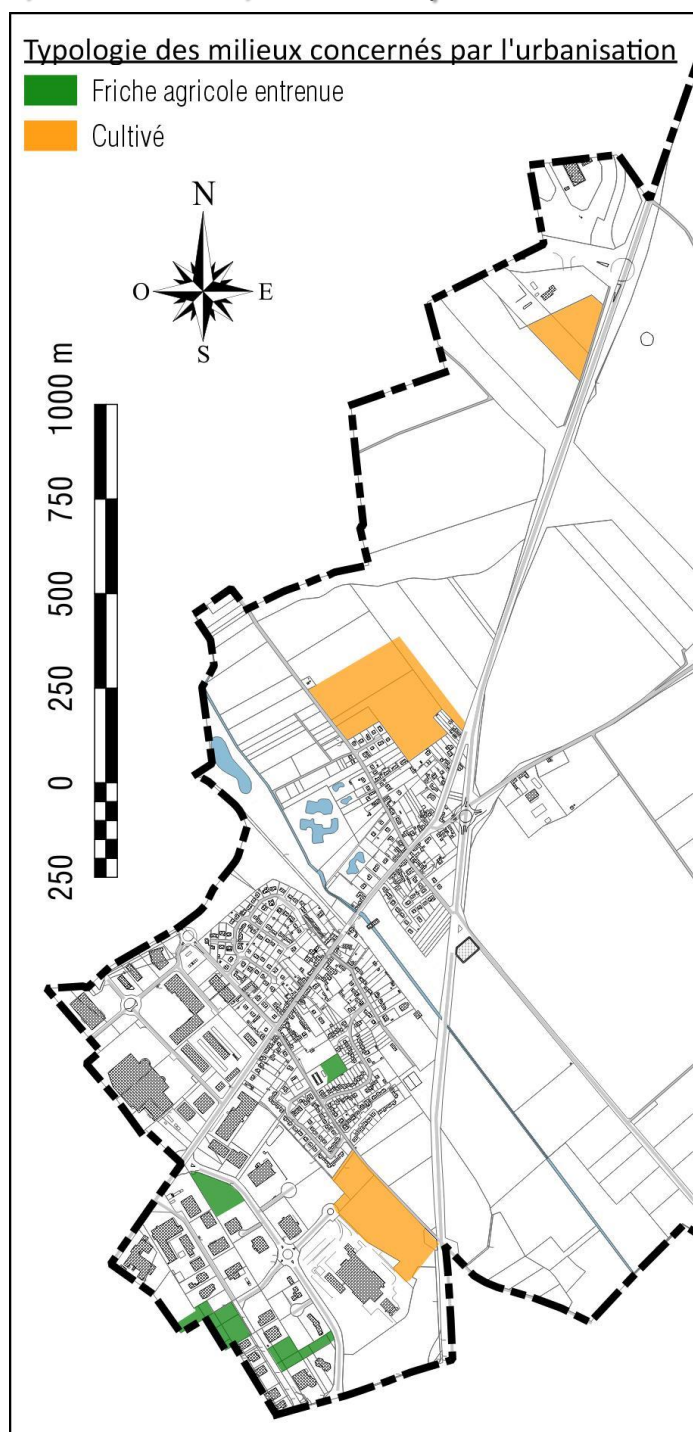 Typologie des milieux concernés par l'urbanisation
Friche agricole entrenue
Cultivé
N
O
E
S
1000 m
750
500
250
0
250